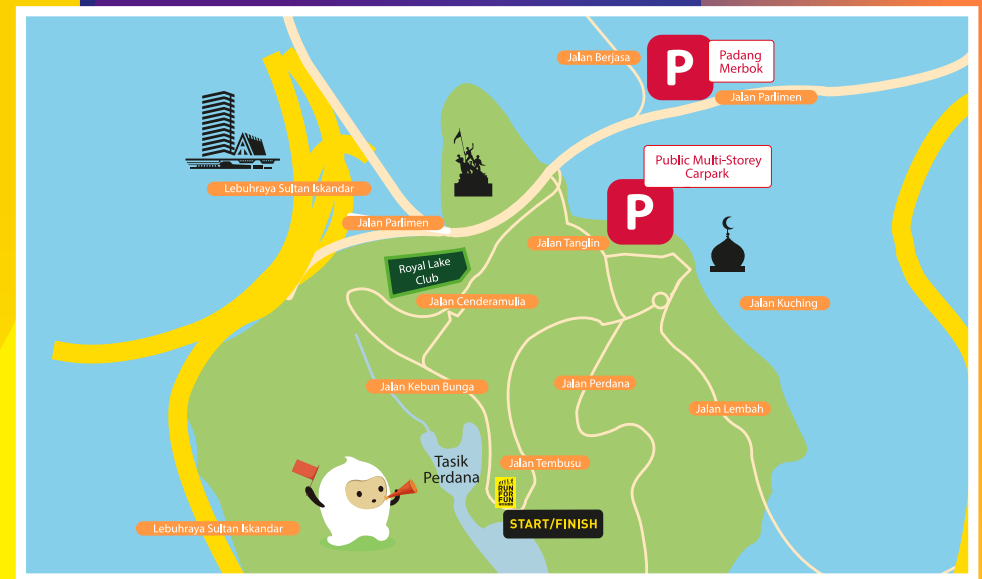 Jalan Berjasa
P
Padang
Merbok
Jalan Parlimen
Public Multi-Storey
Carpark
P
Lebuhraya Sultan Iskandar
Jalan Parlimen
Jalan Tanglin
Royal Lake
Club
Jalan Cenderamulia
Jalan Kuching
Jalan Kebun Bunga
Jalan Perdana
Jalan Lembah
Tasik
Perdana
Jalan Tembusu
RUN
FOR
FUN
START/FINISH
Lebuhraya Sultan Iskandar